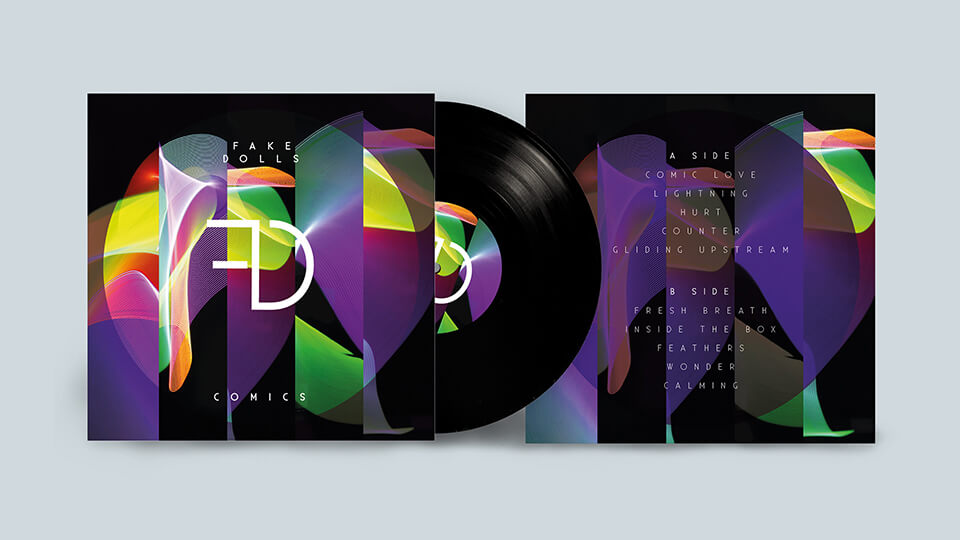 FAKE
DOLLS
FD
COMICS
A SIDE
COMIC LOVE
LIGHTNING
HURT
COUNTER
GLIDING UPSTREAM
B SIDE
FRESH BREATH
INSIDE THE BOX
FEATHERS
WONDER
CALMING